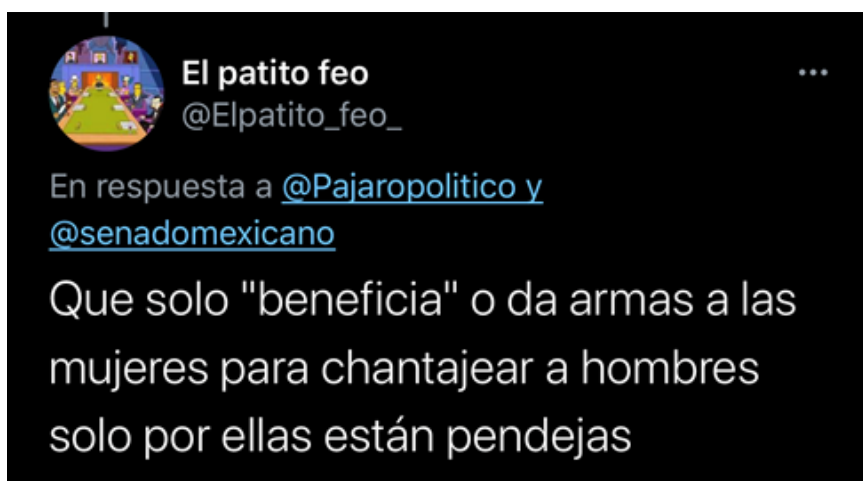 El patito feo
@Elpatito_feo_
En respuesta a @Pajaropolitico y
@senadomexicano
Que solo "beneficia" o da armas a las
mujeres para chantajear a hombres
solo por ellas están pendejas